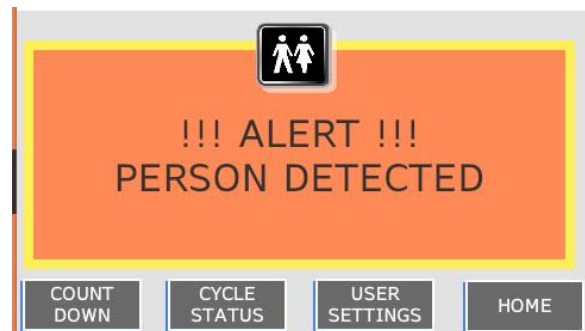 !!! ALERT !!!
PERSON DETECTED
COUNT
DOWN
CYCLE
STATUS
USER
SETTINGS
HOME